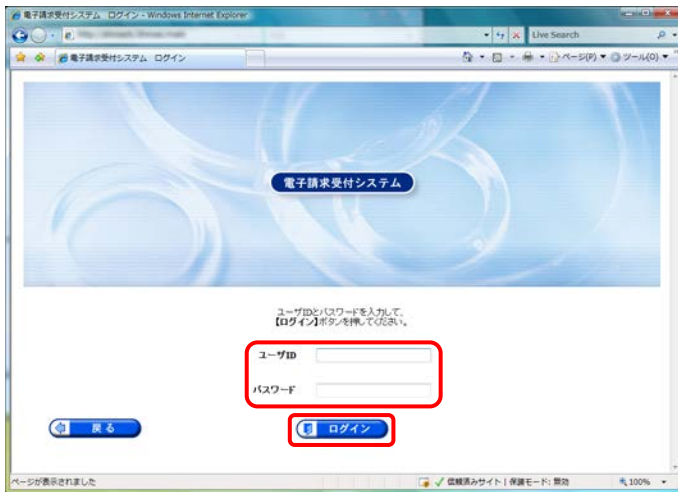 電子請求受付システム ログイン - Windows Internet Explorer
Live Search
電子請求受付システム ログイン
ページ(P) ツール(O)
電子請求受付システム
ユーザIDとパスワードを入力して、
【ログイン】ボタンを押してください。
ユーザID
パスワード
戻る
ログイン
ページが表示されました
信頼済みサイト | 保護モード: 無効
100%